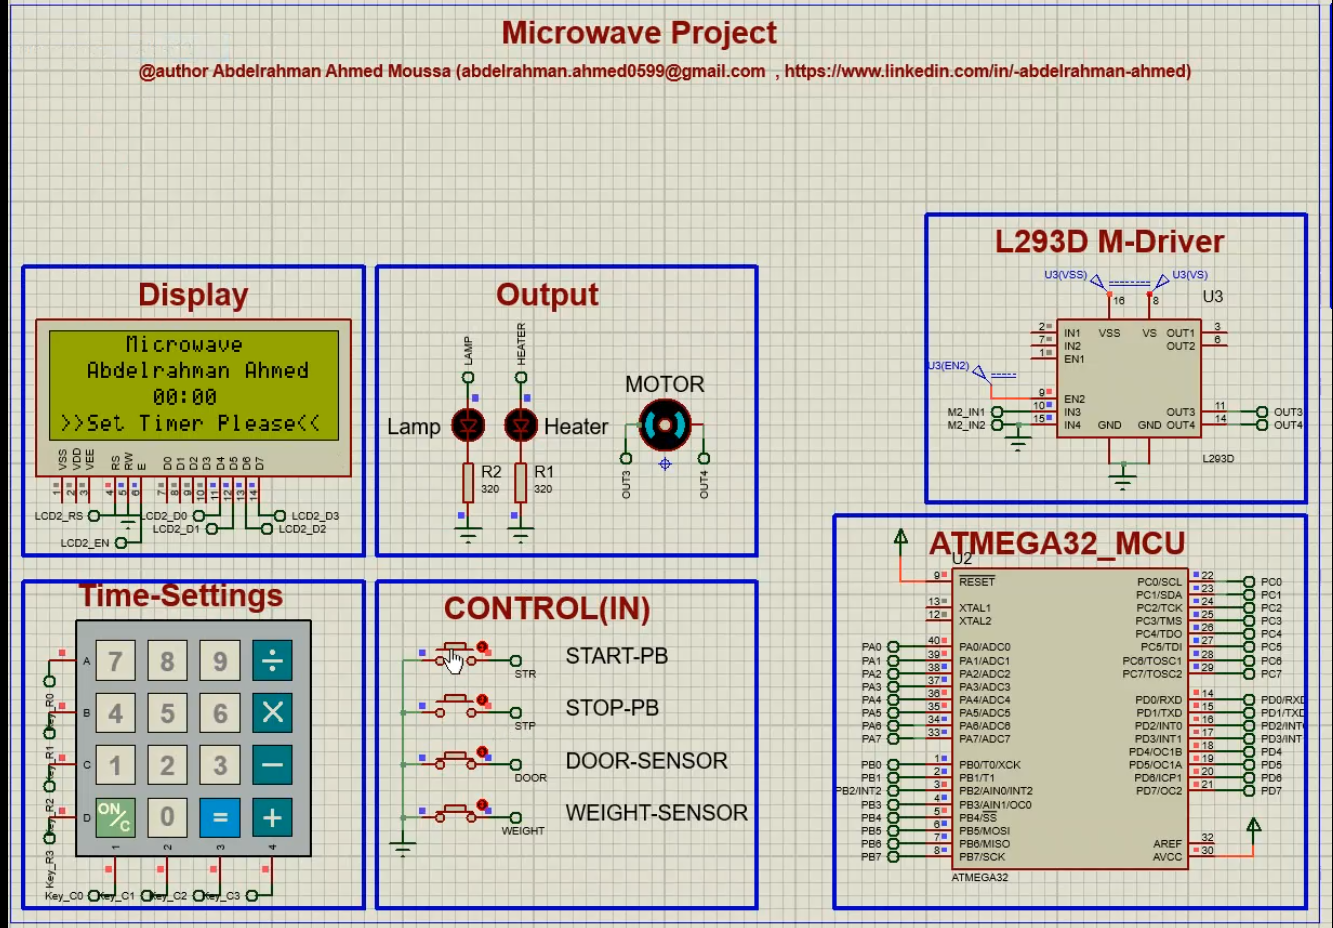 Microwave Project
@author Abdelrahman Ahmed Moussa (abdelrahman.ahmed0599@gmail.com , https://www.linkedin.com/in/-abdelrahman-ahmed)
Display
Microwave
Abdelrahman Ahmed
00:00
>>Set Timer Please<<
VSS VDD VEE RS RW E D0 D1 D2 D3 D4 D5 D6 D7
1 2 3 4 5 6 7 8 9 10 11 12 13 14
LCD2_RS LCD2_D0 LCD2_D3
LCD2_D1 LCD2_D2
LCD2_EN
Output
LAMP HEATER
MOTOR
Lamp Heater
R2 R1
320 320
OUT3 OUT4
L293D M-Driver
U3(VSS) U3(VS)
16 8 U3
2 IN1 VSS VS OUT1 3
7 IN2 OUT2 6
1 EN1
U3(EN2)
9 EN2
M2_IN1 10 IN3 OUT3 11 OUT3
M2_IN2 15 IN4 GND GND OUT4 14 OUT4
L293D
Time-Settings
A 7 8 9 ÷
B 4 5 6 ×
C 1 2 3 −
D ON/C 0 = +
1 2 3 4
Key_R0
Key_R1
Key_R2
Key_R3
Key_C0 Key_C1 Key_C2 Key_C3
CONTROL(IN)
START-PB
STR
STOP-PB
STP
DOOR-SENSOR
DOOR
WEIGHT-SENSOR
WEIGHT
ATMEGA32_MCU
U2
9 RESET PC0/SCL 22 PC0
PC1/SDA 23 PC1
13 XTAL1 PC2/TCK 24 PC2
12 XTAL2 PC3/TMS 25 PC3
PC4/TDO 26 PC4
PA0 40 PA0/ADC0 PC5/TDI 27 PC5
PA1 39 PA1/ADC1 PC6/TOSC1 28 PC6
PA2 38 PA2/ADC2 PC7/TOSC2 29 PC7
PA3 37 PA3/ADC3
PA4 36 PA4/ADC4 PD0/RXD 14 PD0/RXD
PA5 35 PA5/ADC5 PD1/TXD 15 PD1/TXD
PA6 34 PA6/ADC6 PD2/INT0 16 PD2/INT
PA7 33 PA7/ADC7 PD3/INT1 17 PD3/INT
PD4/OC1B 18 PD4
PB0 1 PB0/T0/XCK PD5/OC1A 19 PD5
PB1 2 PB1/T1 PD6/ICP1 20 PD6
PB2/INT2 3 PB2/AIN0/INT2 PD7/OC2 21 PD7
PB3 4 PB3/AIN1/OC0
PB4 5 PB4/SS
PB5 6 PB5/MOSI
PB6 7 PB6/MISO AREF 32
PB7 8 PB7/SCK AVCC 30
ATMEGA32